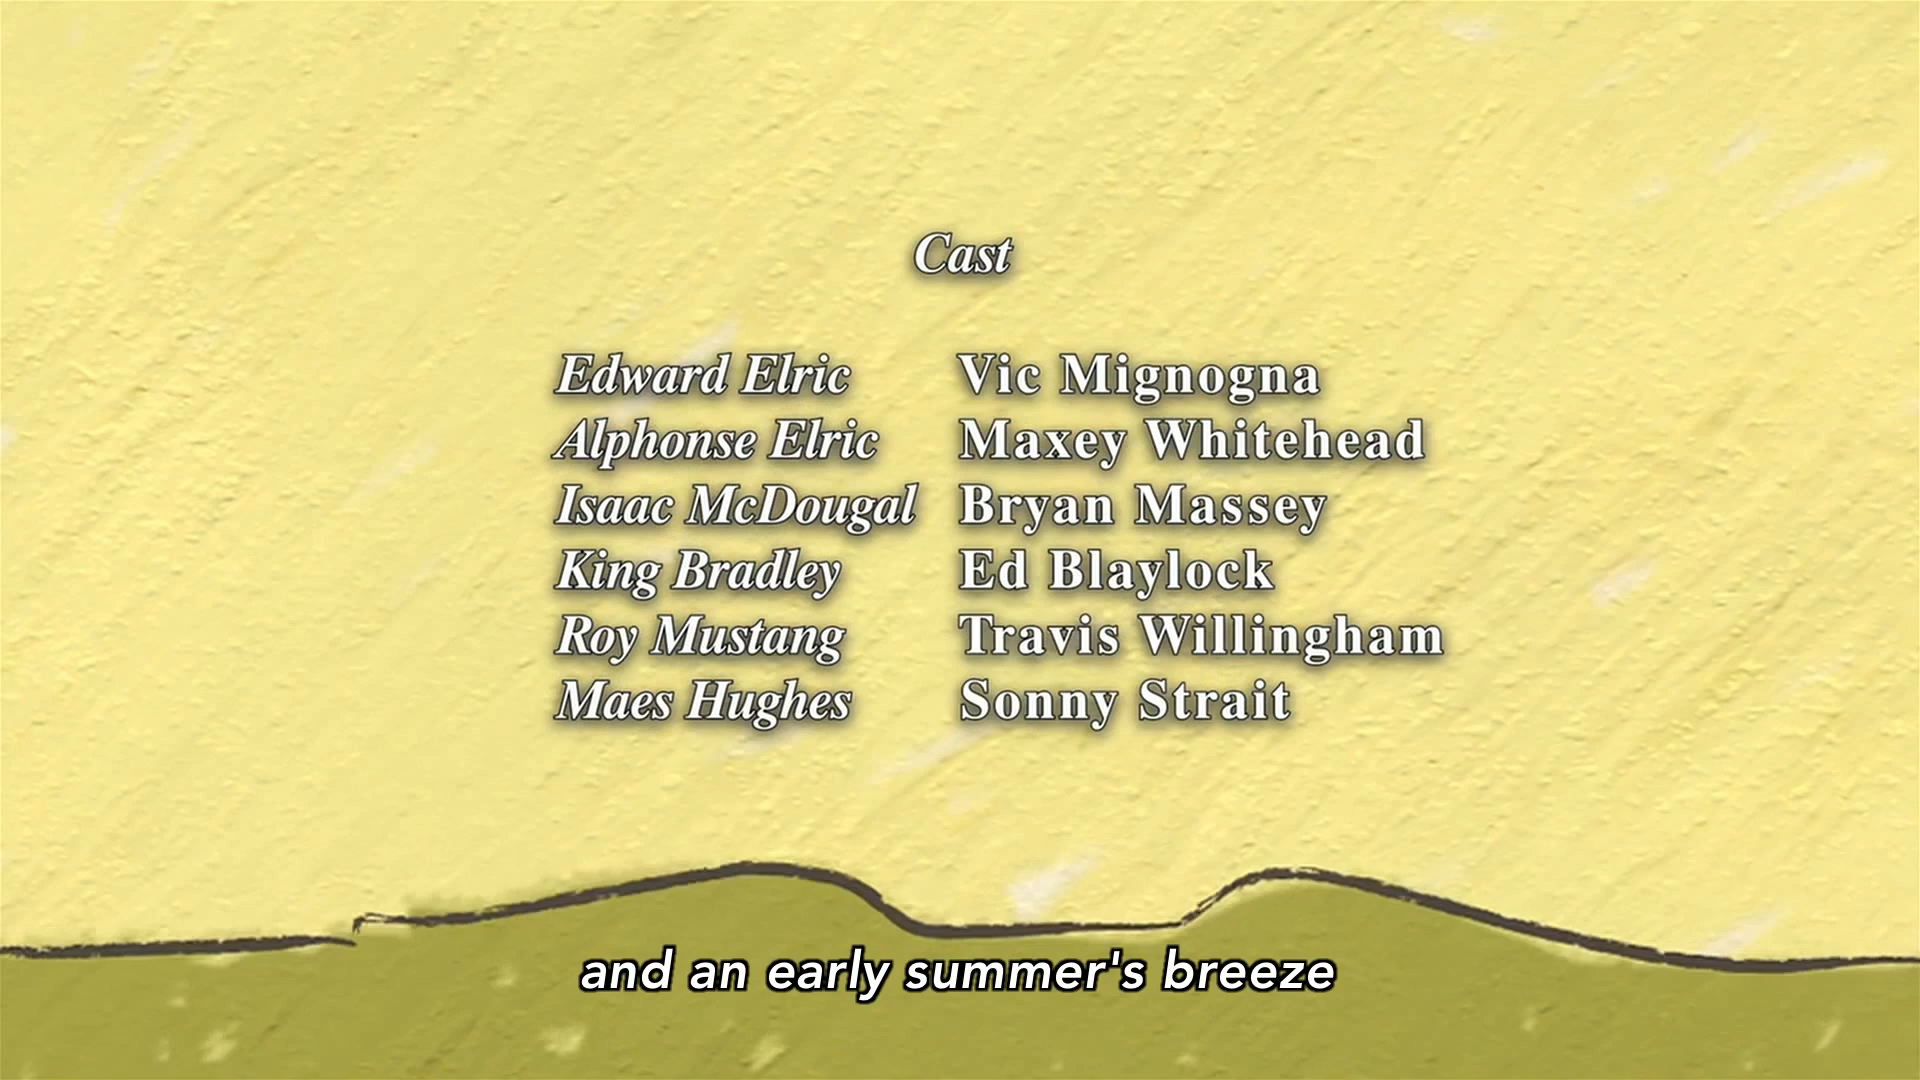 Cast
Edward Elric Vic Mignogna
Alphonse Elric Maxey Whitehead
Isaac McDougal Bryan Massey
King Bradley Ed Blaylock
Roy Mustang Travis Willingham
Maes Hughes Sonny Strait
and an early summer's breeze